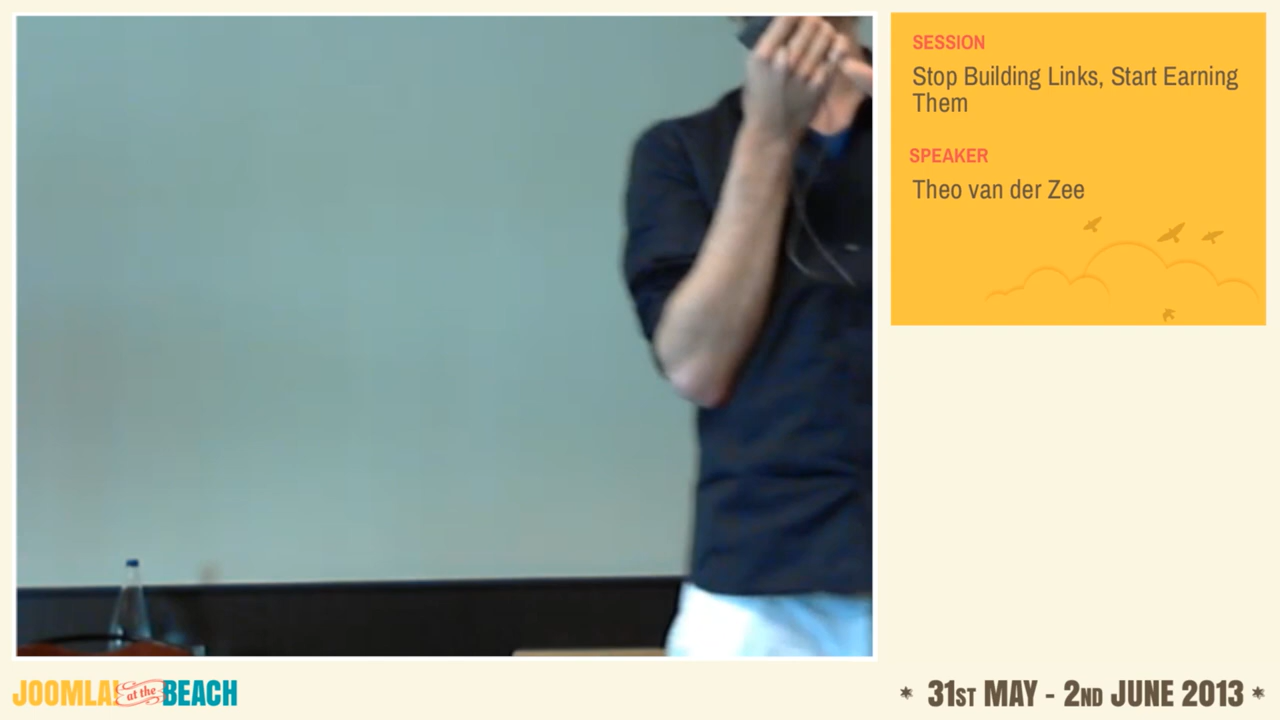 SESSION
Stop Building Links, Start Earning
Them
SPEAKER
Theo van der Zee
JOOMLA! at the BEACH
* 31ST MAY - 2ND JUNE 2013 *